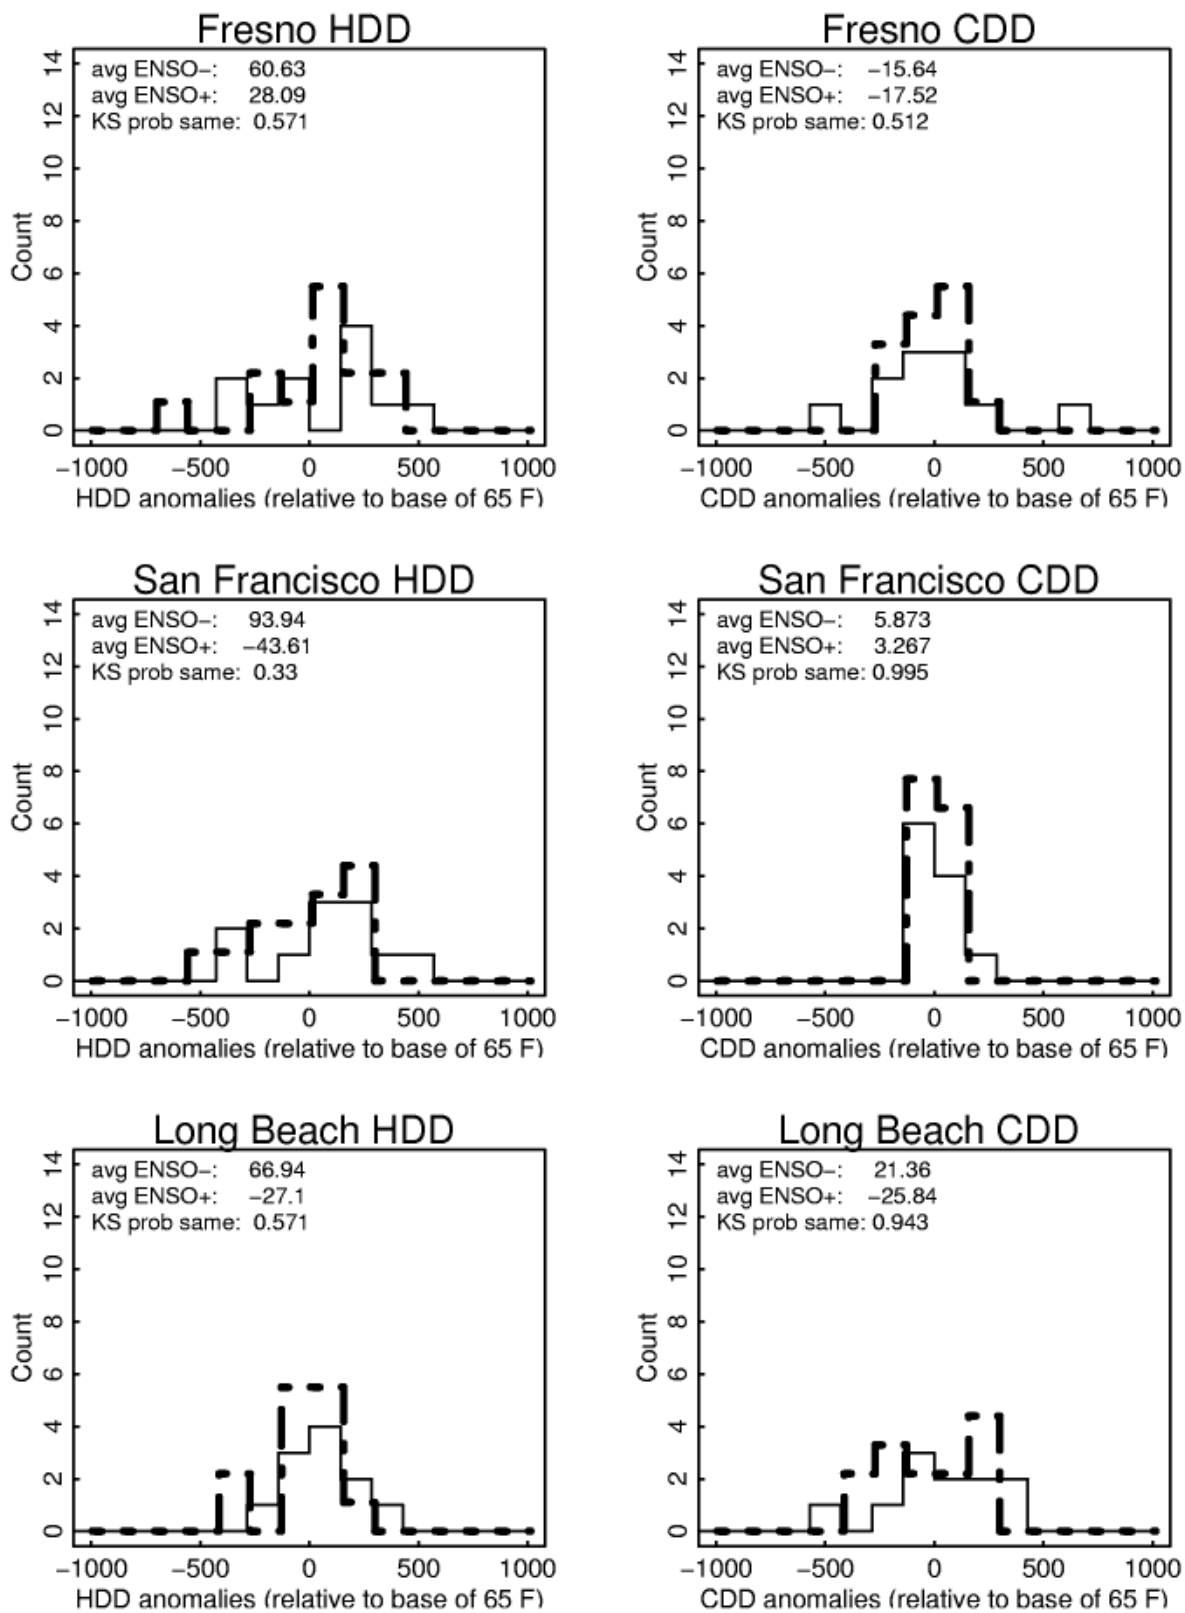 Fresno HDD
avg ENSO−: 60.63
avg ENSO+: 28.09
KS prob same: 0.571
Count
0 2 4 6 8 10 12 14
−1000 −500 0 500 1000
HDD anomalies (relative to base of 65 F)
Fresno CDD
avg ENSO−: −15.64
avg ENSO+: −17.52
KS prob same: 0.512
Count
0 2 4 6 8 10 12 14
−1000 −500 0 500 1000
CDD anomalies (relative to base of 65 F)
San Francisco HDD
avg ENSO−: 93.94
avg ENSO+: −43.61
KS prob same: 0.33
Count
0 2 4 6 8 10 12 14
−1000 −500 0 500 1000
HDD anomalies (relative to base of 65 F)
San Francisco CDD
avg ENSO−: 5.873
avg ENSO+: 3.267
KS prob same: 0.995
Count
0 2 4 6 8 10 12 14
−1000 −500 0 500 1000
CDD anomalies (relative to base of 65 F)
Long Beach HDD
avg ENSO−: 66.94
avg ENSO+: −27.1
KS prob same: 0.571
Count
0 2 4 6 8 10 12 14
−1000 −500 0 500 1000
HDD anomalies (relative to base of 65 F)
Long Beach CDD
avg ENSO−: 21.36
avg ENSO+: −25.84
KS prob same: 0.943
Count
0 2 4 6 8 10 12 14
−1000 −500 0 500 1000
CDD anomalies (relative to base of 65 F)